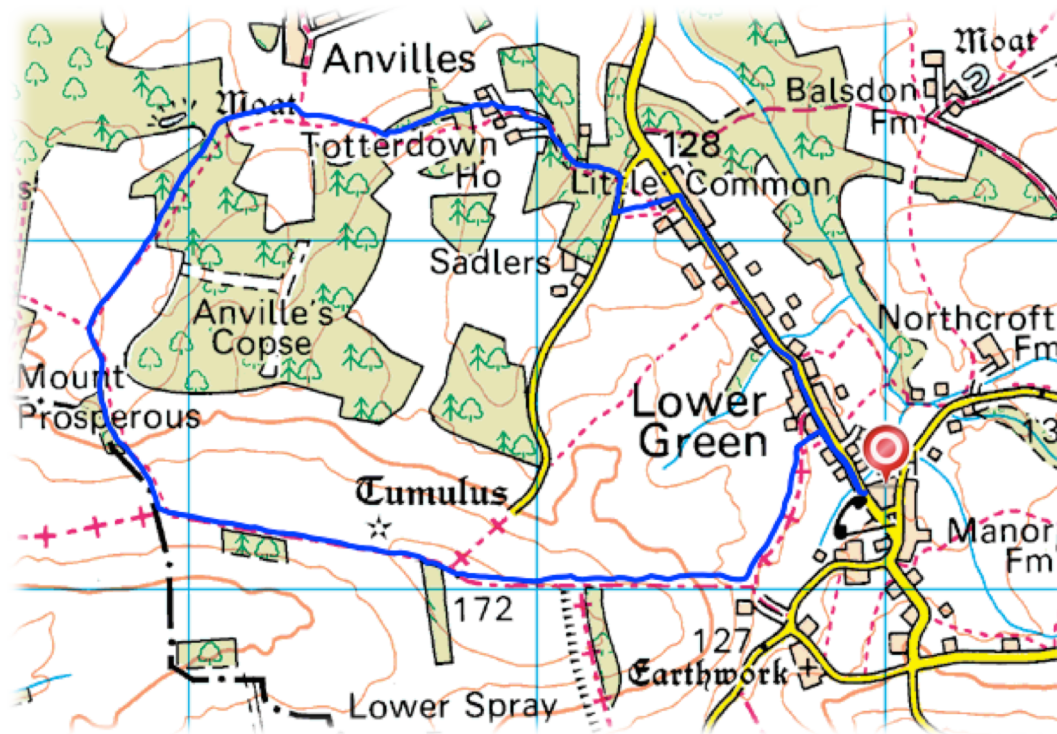 Anvilles
Moat
Balsdon
Fm
Moat
Totterdown
Ho
128
Little Common
Sadlers
Anville's
Copse
Northcroft
Fm
Mount
Prosperous
Lower
Green
13
Tumulus
Manor
Fm
172
127
Earthwork
Lower Spray